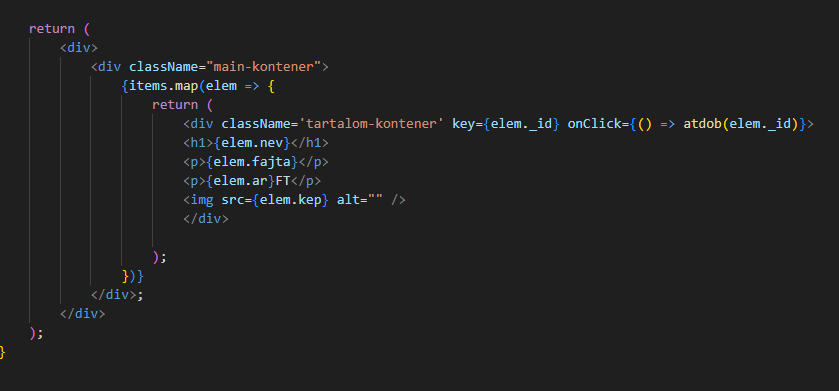 return (
<div>
<div className="main-kontener">
{items.map(elem => {
return (
<div className='tartalom-kontener' key={elem._id} onClick={() => atdob(elem._id)}>
<h1>{elem.nev}</h1>
<p>{elem.fajta}</p>
<p>{elem.ar}FT</p>
<img src={elem.kep} alt="" />
</div>
);
})}
</div>;
</div>
);
}